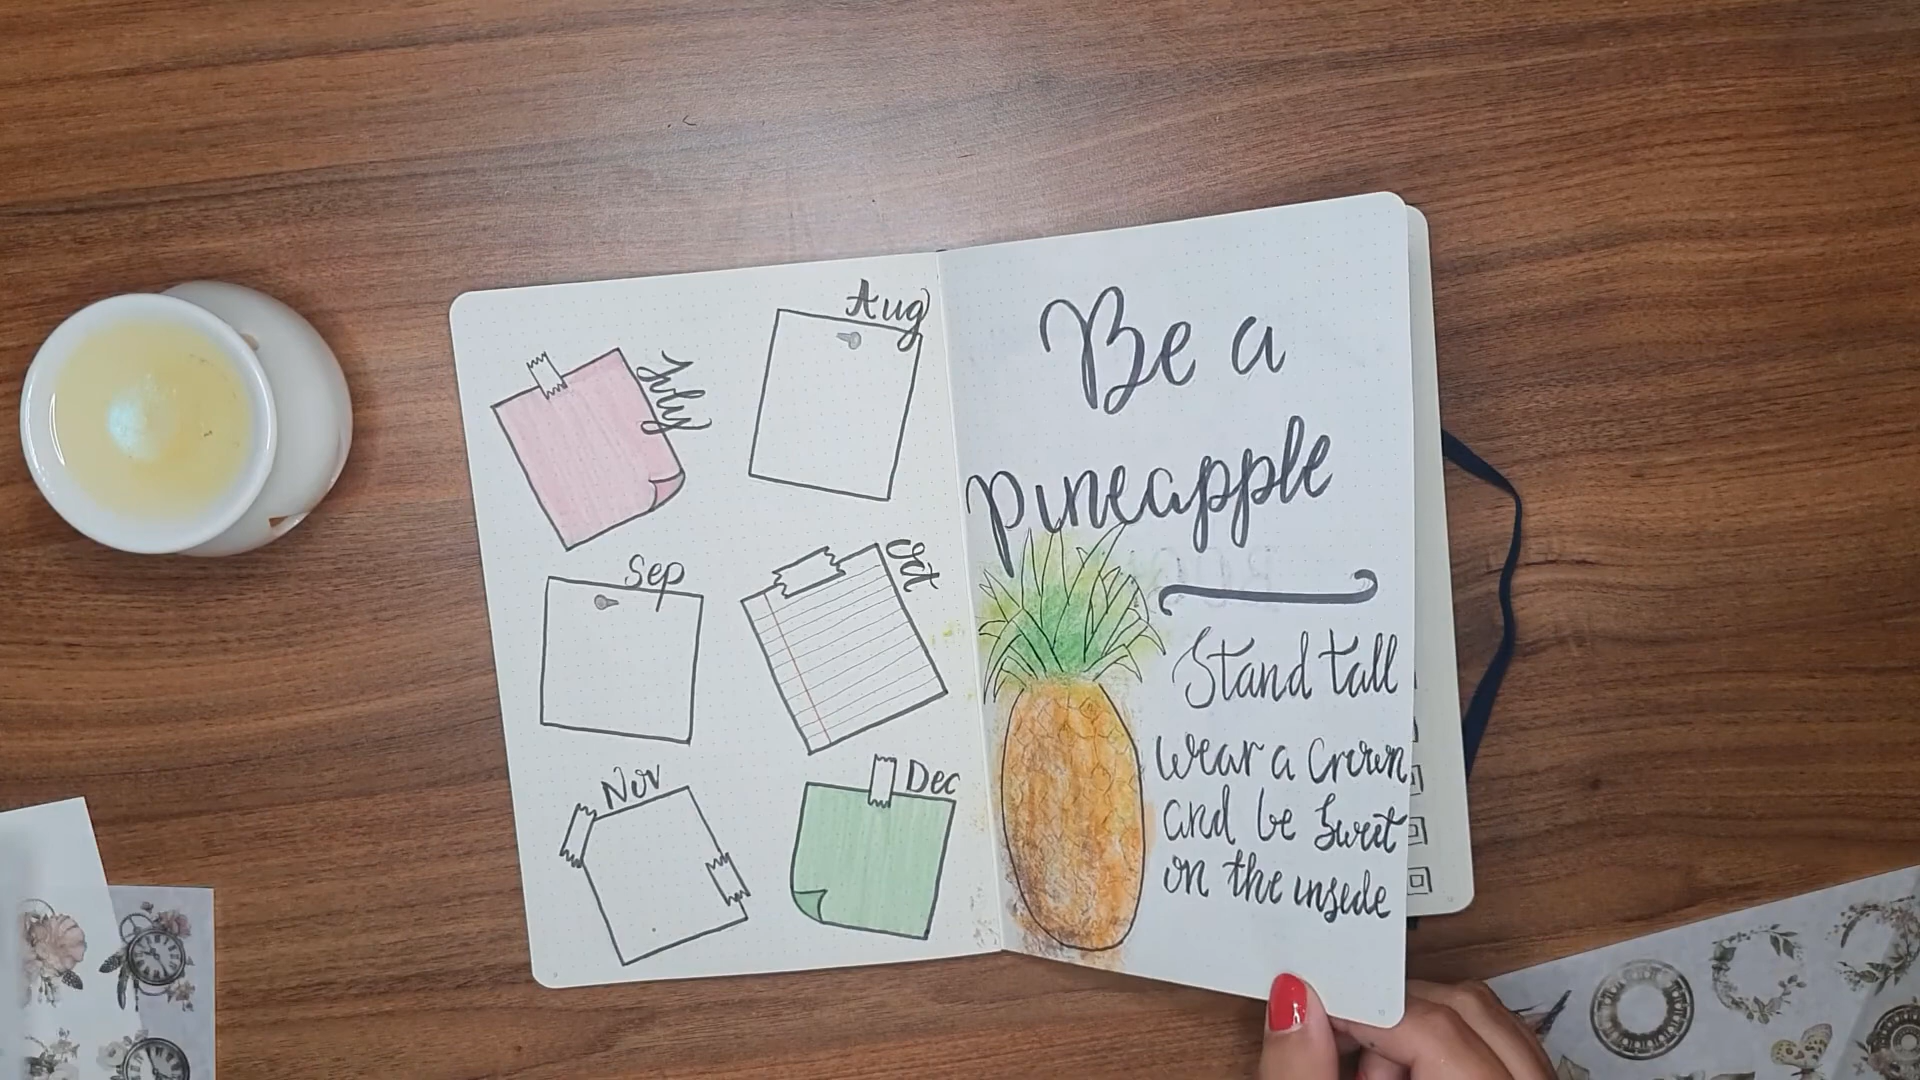 July
Aug
Sep
Oct
Nov
Dec
Be a
pineapple
Stand tall
wear a crown
and be sweet
on the inside